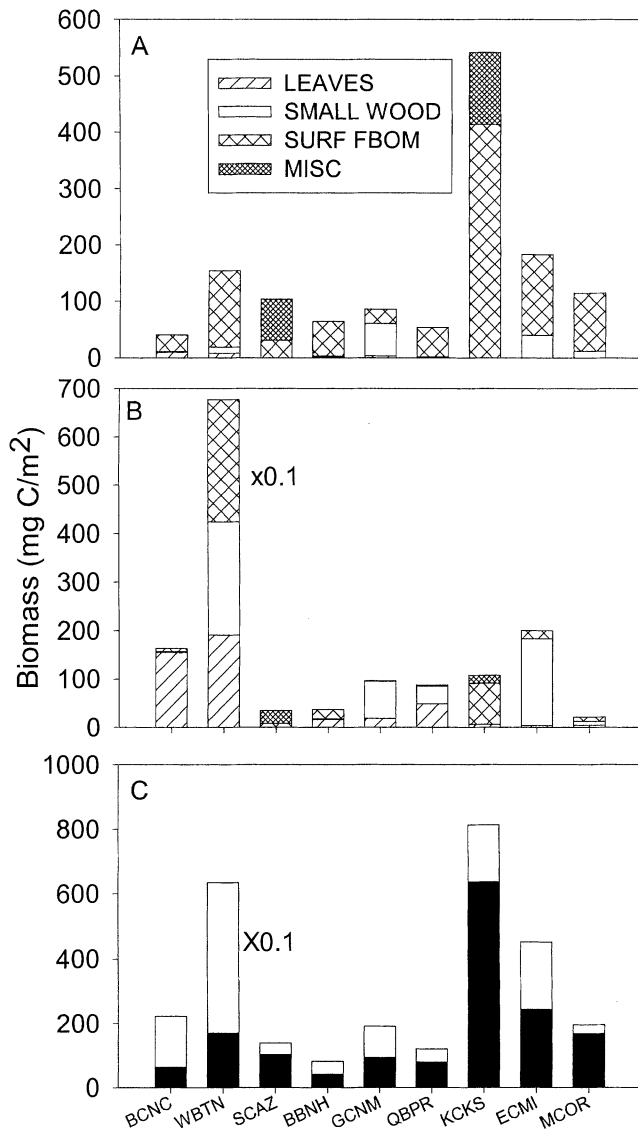 A
600
500
400
300
200
100
0
LEAVES
SMALL WOOD
SURF FBOM
MISC
Biomass (mg C/m²)
B
700
600
500
400
300
200
100
0
x0.1
C
1000
800
600
400
200
0
X0.1
BCNC WBTN SCAZ BBNH GCNM QBPR KCKS ECMI MCOR